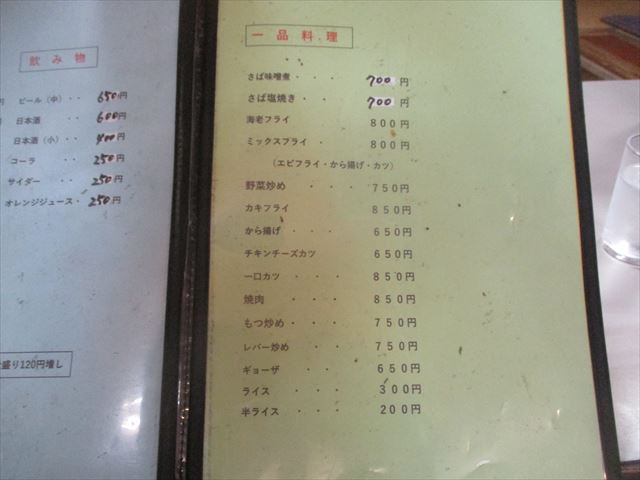 飲み物
円 ビール（中） ・・ 650円
日本酒 ・・ 600円
日本酒（小）・・ 400円
コーラ ・・ 250円
サイダー ・・ 250円
オレンジジュース・ 250円
盛り120円増し
一品料理
さば味噌煮・・・ 700円
さば塩焼き・・・ 700円
海老フライ 800円
ミックスフライ ・ 800円
（エビフライ・から揚げ・カツ）
野菜炒め ・・・・ 750円
カキフライ 850円
から揚げ ・・・ 650円
チキンチーズカツ 650円
一口カツ ・・・ 850円
焼肉 ・・・ 850円
もつ炒め・・・ 750円
レバー炒め ・・・ 750円
ギョーザ ・・・ 650円
ライス ・・・ 300円
半ライス ・・・ 200円